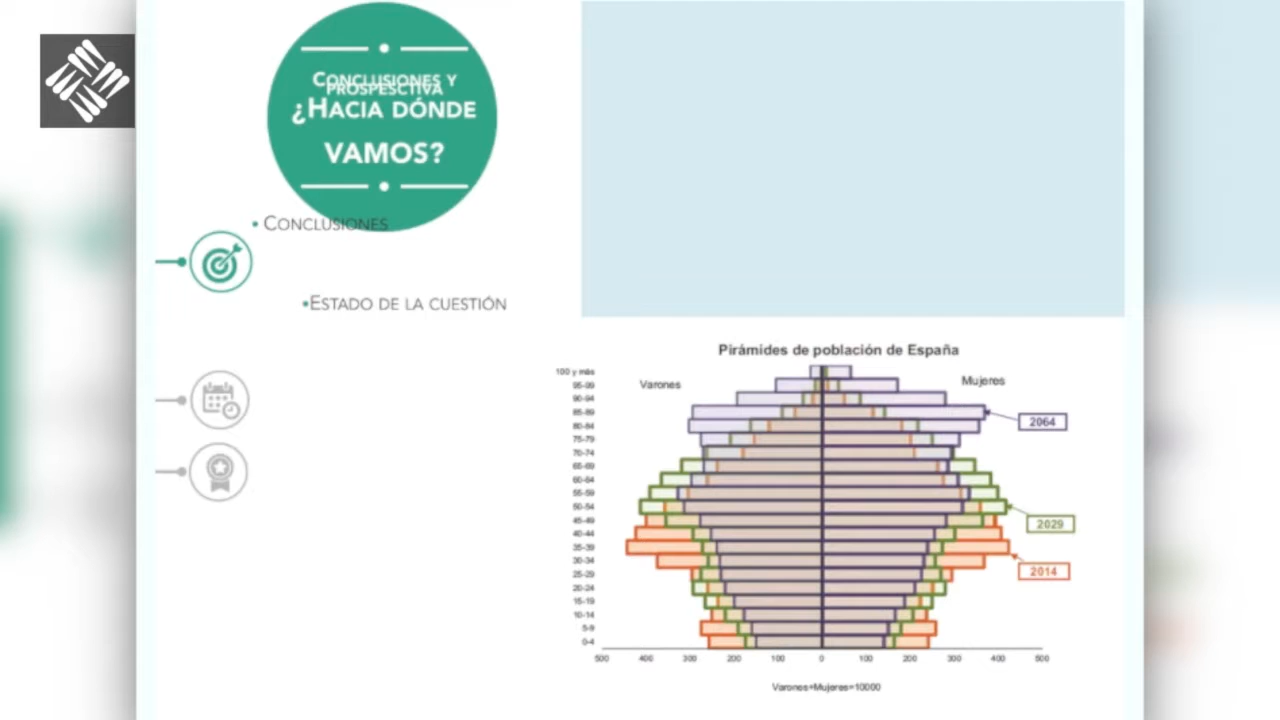 Conclusiones y
prospesctiva
¿Hacia dónde
vamos?
• Conclusiones
•Estado de la cuestión
Pirámides de población de España
Varones
Mujeres
100 y más
95-99
90-94
85-89
80-84
75-79
70-74
65-69
60-64
55-59
50-54
45-49
40-44
35-39
30-34
25-29
20-24
15-19
10-14
5-9
0-4
2064
2029
2014
500 400 300 200 100 0 100 200 300 400 500
Varones+Mujeres=10000